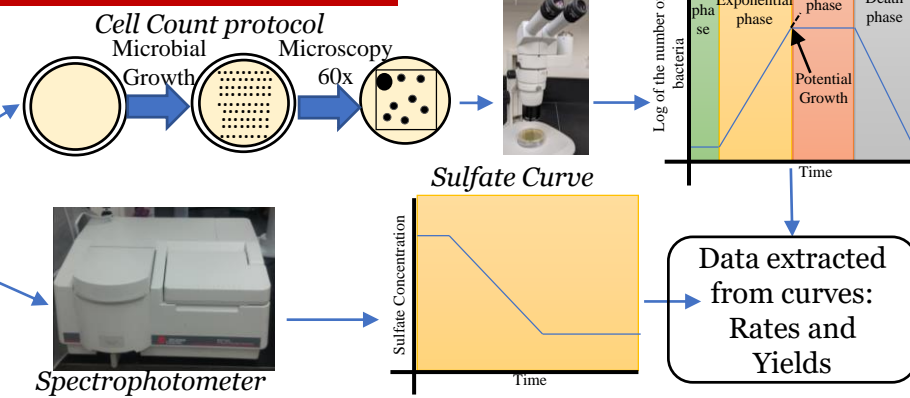 Cell Count protocol
Microbial
Growth
Microscopy
60x
Log of the number of
bacteria
pha
se
Exponential
phase
phase
Death
phase
Potential
Growth
Time
Sulfate Curve
Sulfate Concentration
Time
Spectrophotometer
Data extracted
from curves:
Rates and
Yields